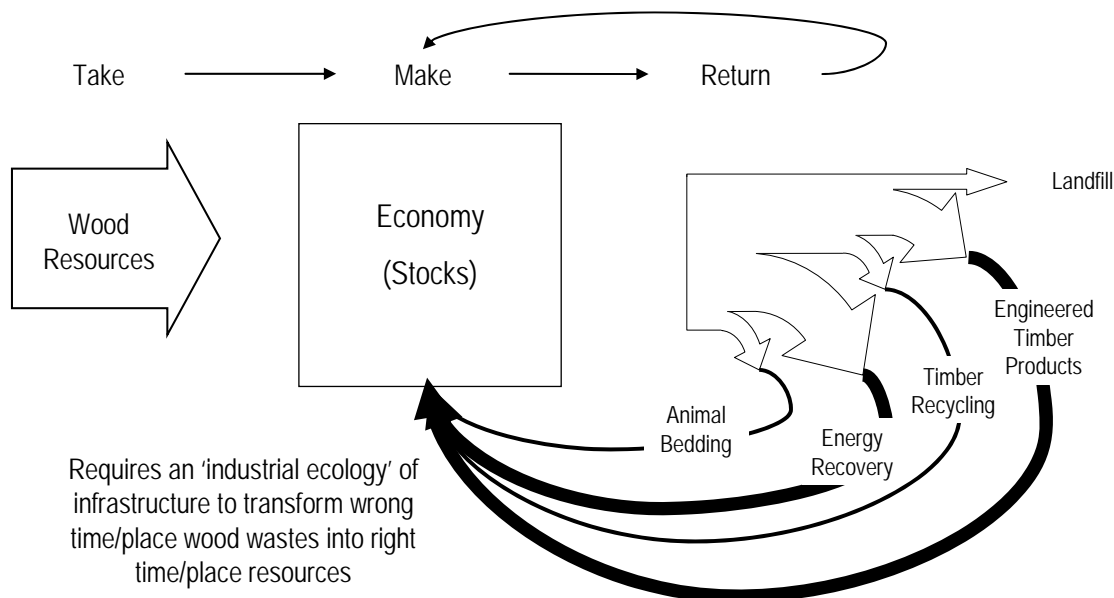 Take
Make
Return
Wood
Resources
Economy
(Stocks)
Landfill
Engineered
Timber
Products
Timber
Recycling
Animal
Bedding
Energy
Recovery
Requires an ‘industrial ecology’ of
infrastructure to transform wrong
time/place wood wastes into right
time/place resources